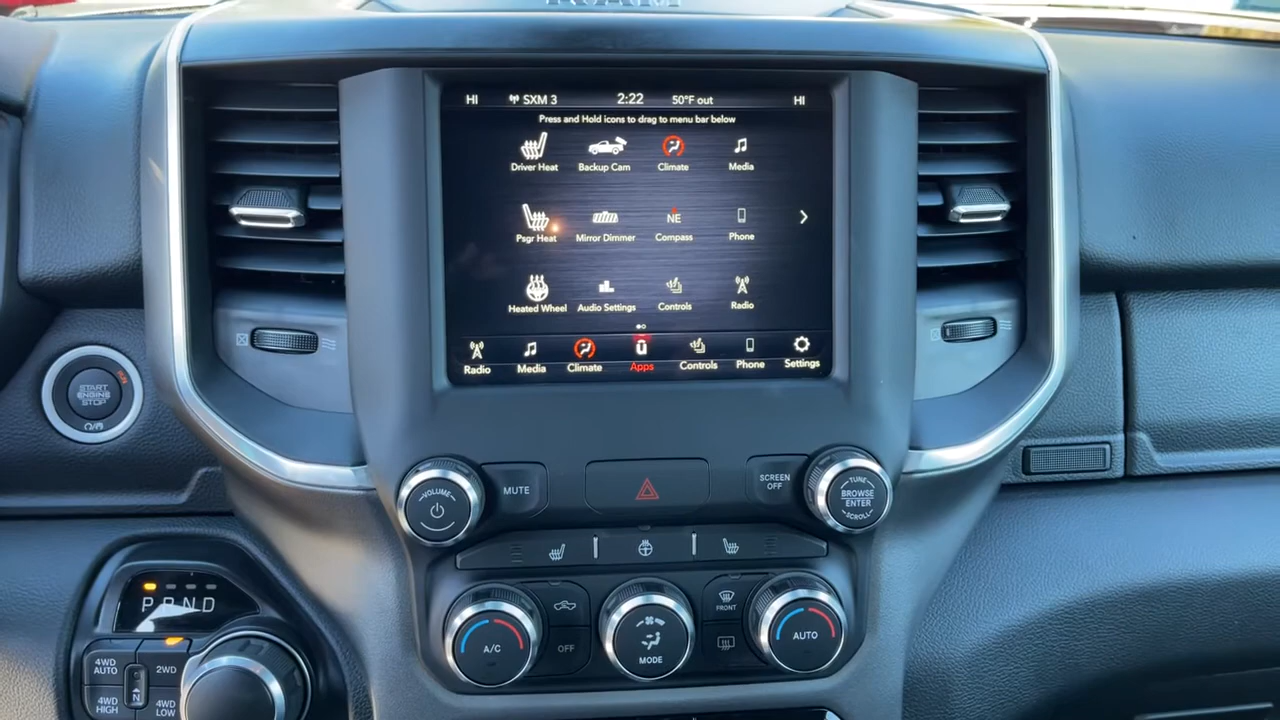 HI SXM 3 2:22 50°F out HI
Press and Hold icons to drag to menu bar below
Driver Heat Backup Cam Climate Media
NE
Psgr Heat Mirror Dimmer Compass Phone
Heated Wheel Audio Settings Controls Radio
Radio Media Climate Apps Controls Phone Settings
START
ENGINE
STOP
RUN
VOLUME
MUTE
SCREEN
OFF
TUNE
BROWSE
ENTER
SCROLL
A/C
OFF
MODE
FRONT
AUTO
P R N D
4WD
AUTO
2WD
N
4WD
HIGH
4WD
LOW